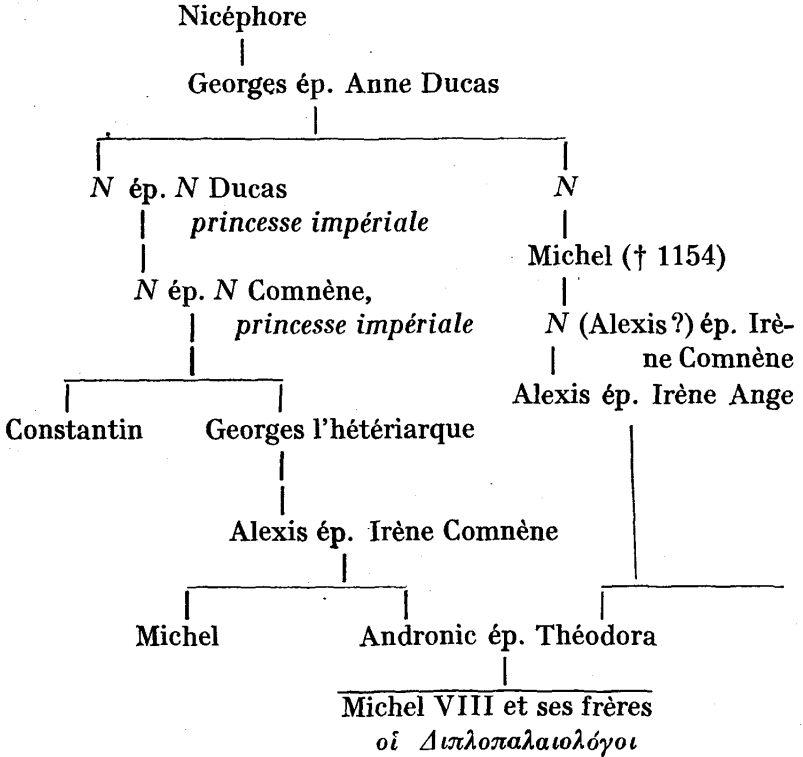 Nicéphore
Georges ép. Anne Ducas
N ép. N Ducas
princesse impériale
N
Michel († 1154)
N ép. N Comnène,
princesse impériale
N (Alexis?) ép. Irè-
ne Comnène
Alexis ép. Irène Ange
Constantin
Georges l'hétériarque
Alexis ép. Irène Comnène
Michel
Andronic ép. Théodora
Michel VIII et ses frères
οἱ Διπλοπαλαιολόγοι